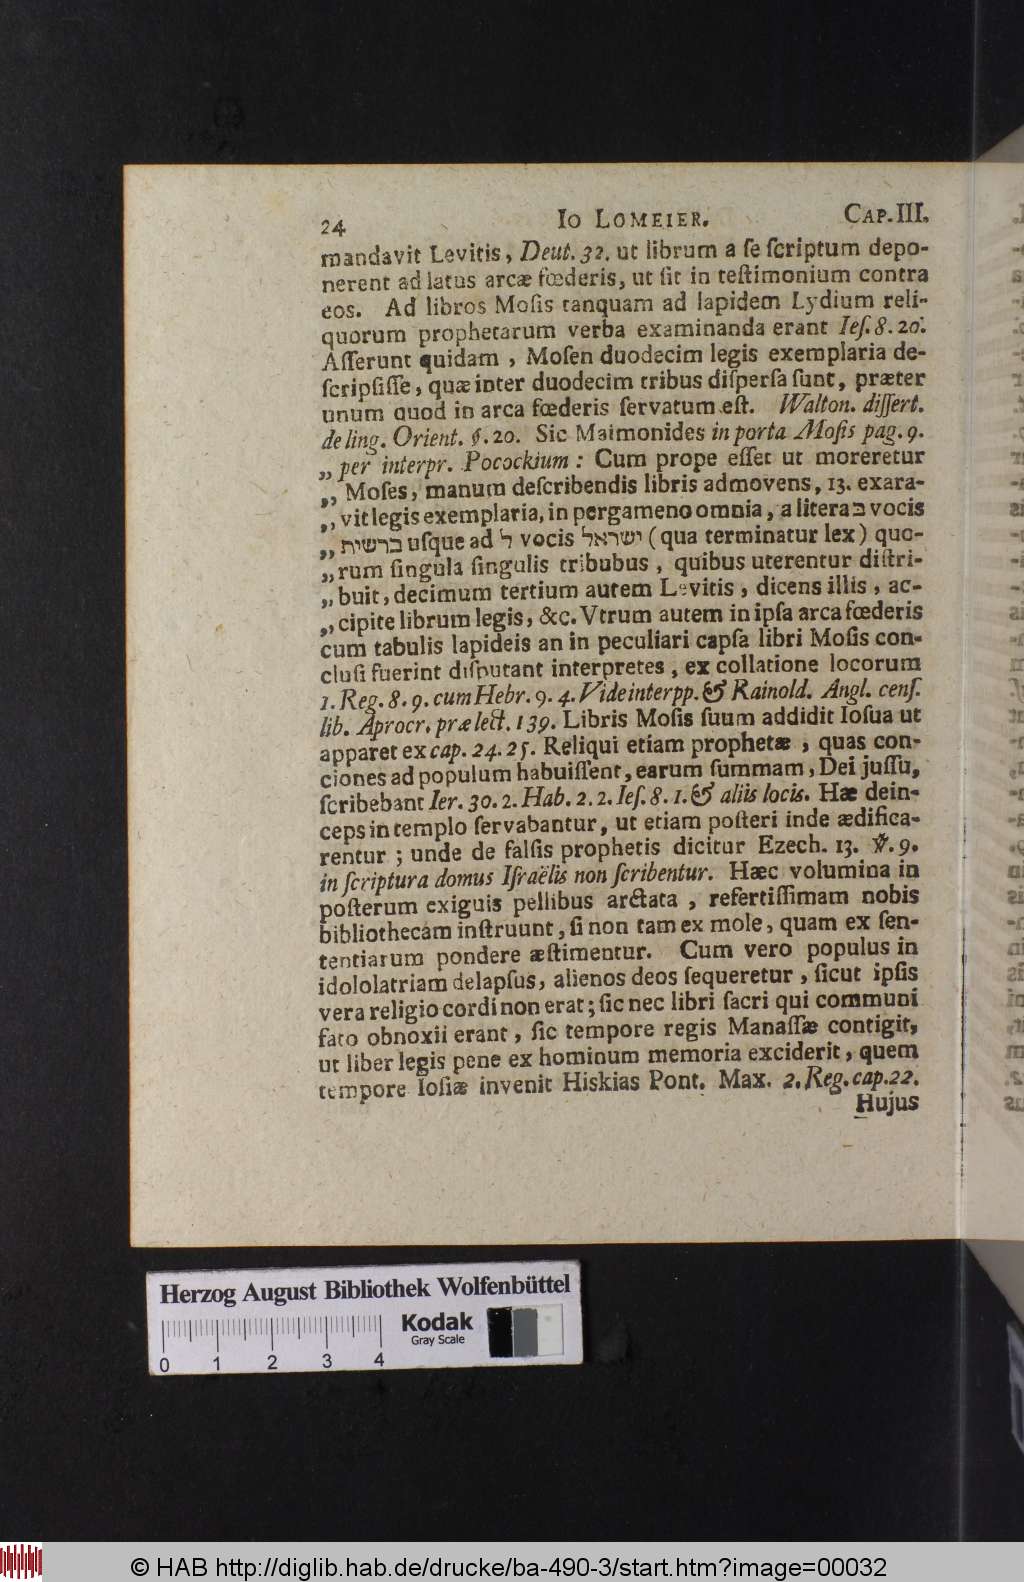 24 Io LOMEIER. CAP.III.
mandavit Levitis, Deut. 32. ut librum a ſe ſcriptum depo-
nerent ad latus arcæ fœderis, ut ſit in teſtimonium contra
eos. Ad libros Moſis tanquam ad lapidem Lydium reli-
quorum prophetarum verba examinanda erant Ieſ. 8. 20.
Aſſerunt quidam, Moſen duodecim legis exemplaria de-
ſcripſiſſe, quæ inter duodecim tribus diſperſa ſunt, præter
unum quod in arca fœderis ſervatum eſt. Walton. diſſert.
de ling. Orient. §. 20. Sic Maimonides in porta Moſis pag. 9.
„ per interpr. Pocockium: Cum prope eſſet ut moreretur
„ Moſes, manum deſcribendis libris admovens, 13. exara-
„ vit legis exemplaria, in pergameno omnia, a litera ב vocis
„ ברשית uſque ad ל vocis ישראל (qua terminatur lex) quo-
„ rum ſingula ſingulis tribubus, quibus uterentur diſtri-
„ buit, decimum tertium autem Levitis, dicens illis, ac-
„ cipite librum legis, &c. Vtrum autem in ipſa arca fœderis
cum tabulis lapideis an in peculiari capſa libri Moſis con-
cluſi fuerint diſputant interpretes, ex collatione locorum
1. Reg. 8. 9. cum Hebr. 9. 4. Vide interpp. & Rainold. Angl. cenſ.
lib. Aprocr. prælect. 139. Libris Moſis ſuum addidit Ioſua ut
apparet ex cap. 24. 25. Reliqui etiam prophetæ, quas con-
ciones ad populum habuiſſent, earum ſummam, Dei juſſu,
ſcribebant Ier. 30. 2. Hab. 2. 2. Ieſ. 8. 1. & aliis locis. Hæ dein-
ceps in templo ſervabantur, ut etiam poſteri inde ædifica-
rentur; unde de falſis prophetis dicitur Ezech. 13. ℣. 9.
in ſcriptura domus Iſraëlis non ſcribentur. Hæc volumina in
poſterum exiguis pellibus arctata, refertiſſimam nobis
bibliothecam inſtruunt, ſi non tam ex mole, quam ex ſen-
tentiarum pondere æſtimentur. Cum vero populus in
idololatriam delapſus, alienos deos ſequeretur, ſicut ipſis
vera religio cordi non erat; ſic nec libri ſacri qui communi
fato obnoxii erant, ſic tempore regis Manaſſæ contigit,
ut liber legis pene ex hominum memoria exciderit, quem
tempore Ioſiæ invenit Hiskias Pont. Max. 2. Reg. cap. 22.
Hujus
Herzog August Bibliothek Wolfenbüttel
Kodak
Gray Scale
0 1 2 3 4
© HAB http://diglib.hab.de/drucke/ba-490-3/start.htm?image=00032